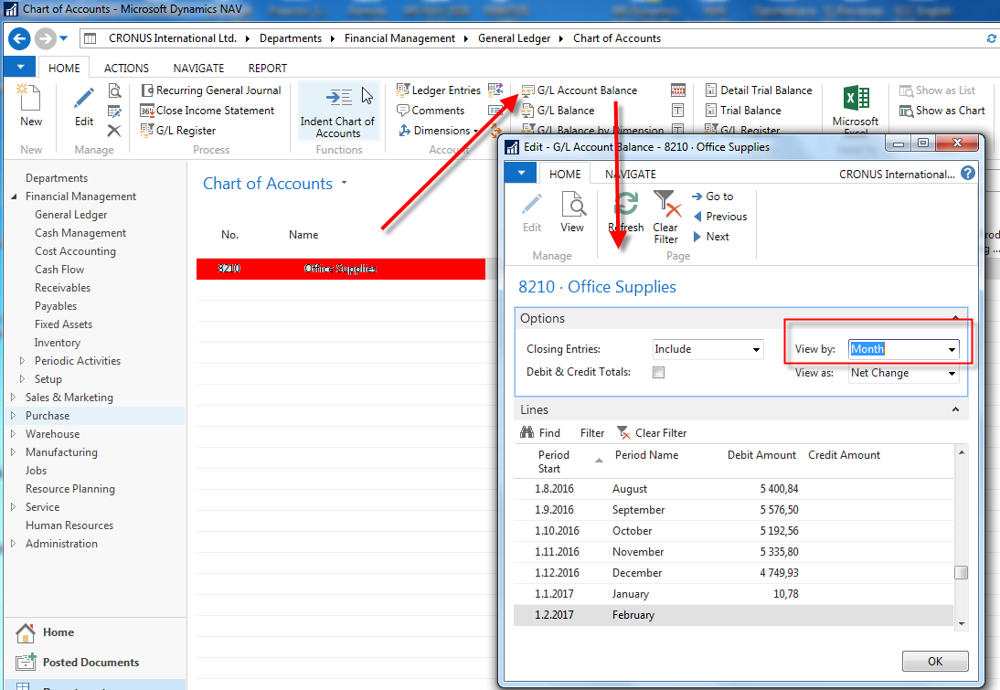 Chart of Accounts - Microsoft Dynamics NAV
CRONUS International Ltd. Departments Financial Management General Ledger Chart of Accounts
HOME ACTIONS NAVIGATE REPORT
New
New
Edit
Manage
Recurring General Journal
Close Income Statement
G/L Register
Process
Indent Chart of
Accounts
Functions
Ledger Entries
Comments
Dimensions
G/L Account Balance
G/L Balance
G/L Balance by Dimension
Detail Trial Balance
Trial Balance
G/L Register
Microsoft
Excel
Show as List
Show as Chart
Departments
Financial Management
General Ledger
Cash Management
Cost Accounting
Cash Flow
Receivables
Payables
Fixed Assets
Inventory
Periodic Activities
Setup
Sales & Marketing
Purchase
Warehouse
Manufacturing
Jobs
Resource Planning
Service
Human Resources
Administration
Home
Posted Documents
Chart of Accounts
No. Name
8210 Office Supplies
Edit - G/L Account Balance - 8210 · Office Supplies
HOME NAVIGATE CRONUS International...
Edit
View
Manage
Refresh
Clear
Filter
Go to
Previous
Next
Page
8210 · Office Supplies
Options
Closing Entries: Include View by: Month
Debit & Credit Totals: View as: Net Change
Lines
Find Filter Clear Filter
Period
Start
Period Name Debit Amount Credit Amount
1.8.2016 August 5 400,84
1.9.2016 September 5 576,50
1.10.2016 October 5 192,56
1.11.2016 November 5 335,80
1.12.2016 December 4 749,93
1.1.2017 January 10,78
1.2.2017 February
OK